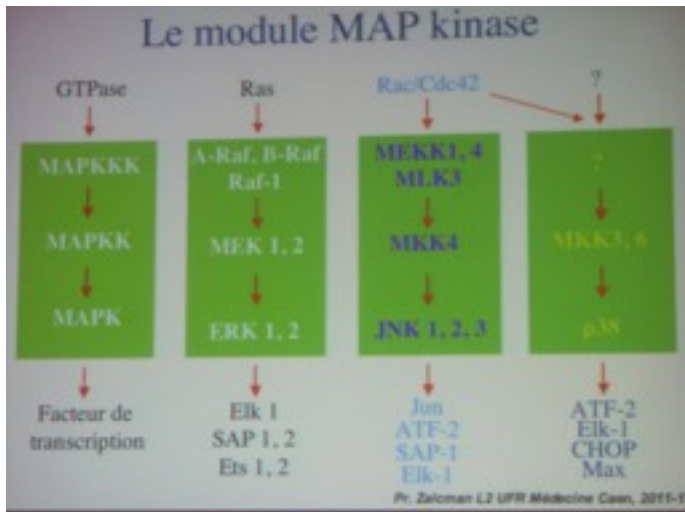 Le module MAP kinase
GTPase
MAPKKK
MAPKK
MAPK
Facteur de
transcription
Ras
A-Raf, B-Raf
Raf-1
MEK 1, 2
ERK 1, 2
Elk 1
SAP 1, 2
Ets 1, 2
Rac/Cdc42
MEKK1, 4
MLK3
MKK4
JNK 1, 2, 3
Jun
ATF-2
SAP-1
Elk-1
?
?
MKK3, 6
p38
ATF-2
Elk-1
CHOP
Max
Pr. Zalcman L2 UFR Médecine Caen, 2011-1